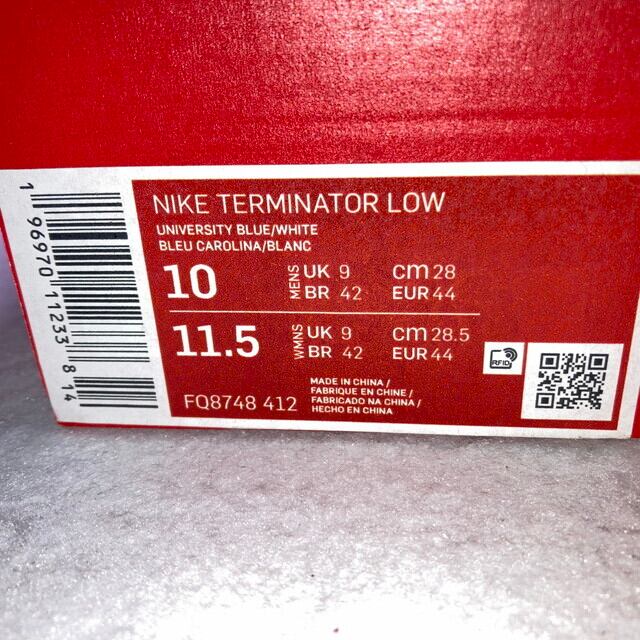 NIKE TERMINATOR LOW
UNIVERSITY BLUE/WHITE
BLEU CAROLINA/BLANC
10 MENS UK 9 CM 28
BR 42 EUR 44
11.5 WMNS UK 9 CM 28.5
BR 42 EUR 44
RFID
FQ8748 412
MADE IN CHINA /
FABRIQUE EN CHINE /
FABRICADO NA CHINA /
HECHO EN CHINA
1 96970 11233 8 14